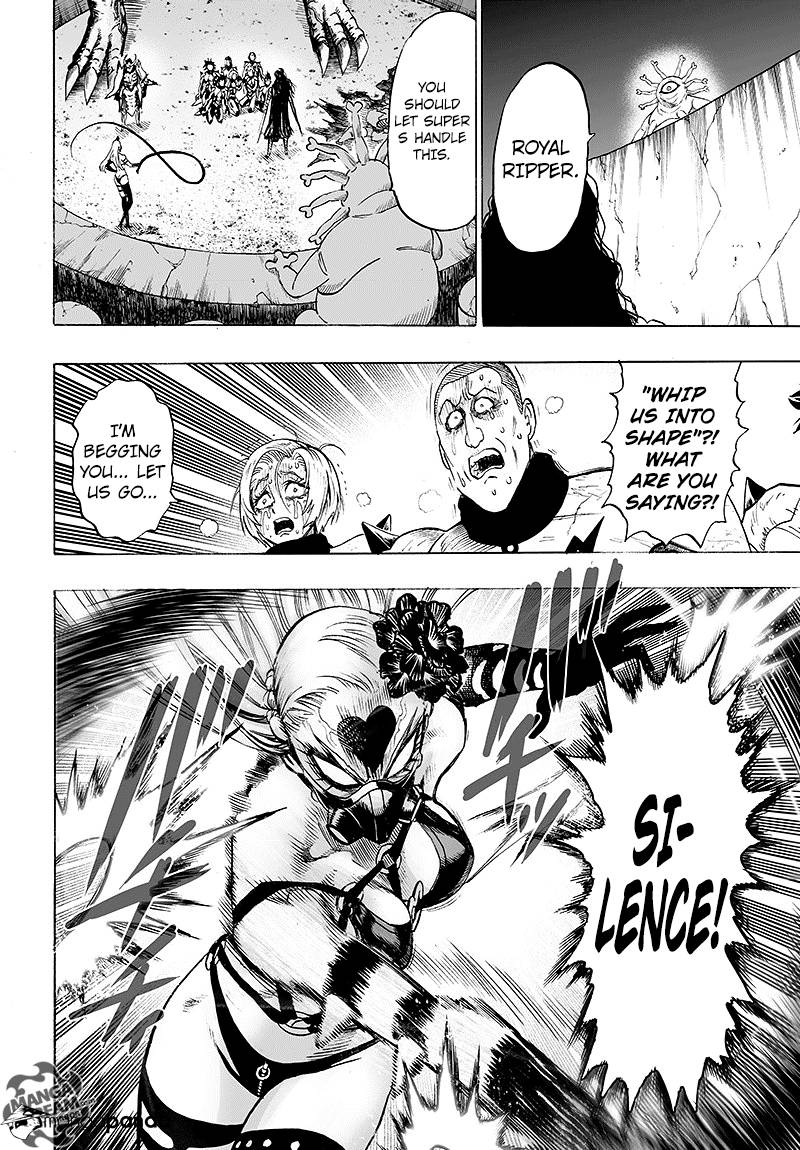 ROYAL
RIPPER.
YOU
SHOULD
LET SUPER
S HANDLE
THIS.
"WHIP
US INTO
SHAPE"?!
WHAT
ARE YOU
SAYING?!
I'M
BEGGING
YOU... LET
US GO...
SI-
LENCE!
MANGA